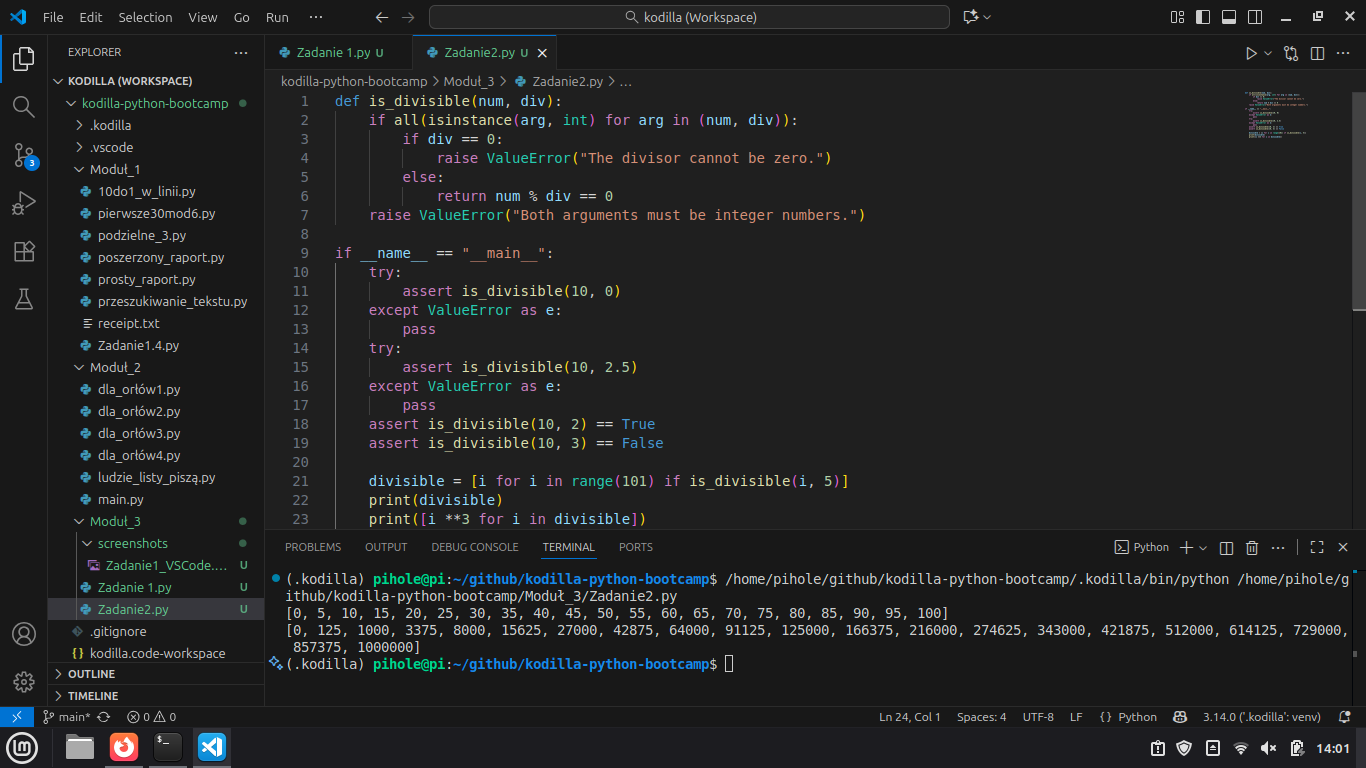 File Edit Selection View Go Run ··· kodilla (Workspace)
EXPLORER ···
KODILLA (WORKSPACE)
kodilla-python-bootcamp
.kodilla
.vscode
Moduł_1
10do1_w_linii.py
pierwsze30mod6.py
podzielne_3.py
poszerzony_raport.py
prosty_raport.py
przeszukiwanie_tekstu.py
receipt.txt
Zadanie1.4.py
Moduł_2
dla_orłów1.py
dla_orłów2.py
dla_orłów3.py
dla_orłów4.py
ludzie_listy_piszą.py
main.py
Moduł_3
screenshots
Zadanie1_VSCode.... U
Zadanie 1.py U
Zadanie2.py U
.gitignore
kodilla.code-workspace
OUTLINE
TIMELINE
3
Zadanie 1.py U Zadanie2.py U
kodilla-python-bootcamp > Moduł_3 > Zadanie2.py > ...
1 def is_divisible(num, div):
2 if all(isinstance(arg, int) for arg in (num, div)):
3 if div == 0:
4 raise ValueError("The divisor cannot be zero.")
5 else:
6 return num % div == 0
7 raise ValueError("Both arguments must be integer numbers.")
8
9 if __name__ == "__main__":
10 try:
11 assert is_divisible(10, 0)
12 except ValueError as e:
13 pass
14 try:
15 assert is_divisible(10, 2.5)
16 except ValueError as e:
17 pass
18 assert is_divisible(10, 2) == True
19 assert is_divisible(10, 3) == False
20
21 divisible = [i for i in range(101) if is_divisible(i, 5)]
22 print(divisible)
23 print([i **3 for i in divisible])
PROBLEMS OUTPUT DEBUG CONSOLE TERMINAL PORTS Python
(.kodilla) pihole@pi:~/github/kodilla-python-bootcamp$ /home/pihole/github/kodilla-python-bootcamp/.kodilla/bin/python /home/pihole/g
ithub/kodilla-python-bootcamp/Moduł_3/Zadanie2.py
[0, 5, 10, 15, 20, 25, 30, 35, 40, 45, 50, 55, 60, 65, 70, 75, 80, 85, 90, 95, 100]
[0, 125, 1000, 3375, 8000, 15625, 27000, 42875, 64000, 91125, 125000, 166375, 216000, 274625, 343000, 421875, 512000, 614125, 729000,
857375, 1000000]
(.kodilla) pihole@pi:~/github/kodilla-python-bootcamp$
main* 0 0 Ln 24, Col 1 Spaces: 4 UTF-8 LF {} Python 3.14.0 ('.kodilla': venv)
14:01